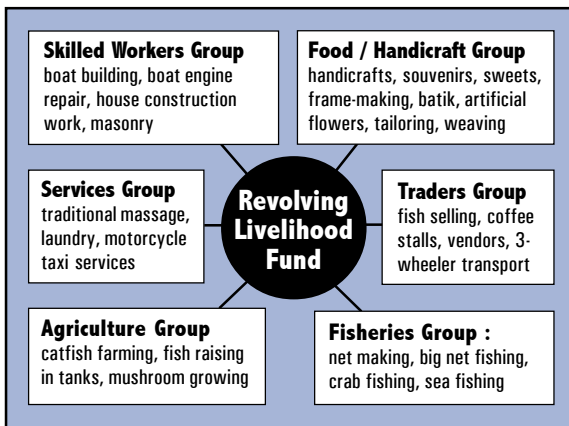 Skilled Workers Group
boat building, boat engine
repair, house construction
work, masonry
Food / Handicraft Group
handicrafts, souvenirs, sweets,
frame-making, batik, artificial
flowers, tailoring, weaving
Services Group
traditional massage,
laundry, motorcycle
taxi services
Revolving
Livelihood
Fund
Traders Group
fish selling, coffee
stalls, vendors, 3-
wheeler transport
Agriculture Group
catfish farming, fish raising
in tanks, mushroom growing
Fisheries Group :
net making, big net fishing,
crab fishing, sea fishing